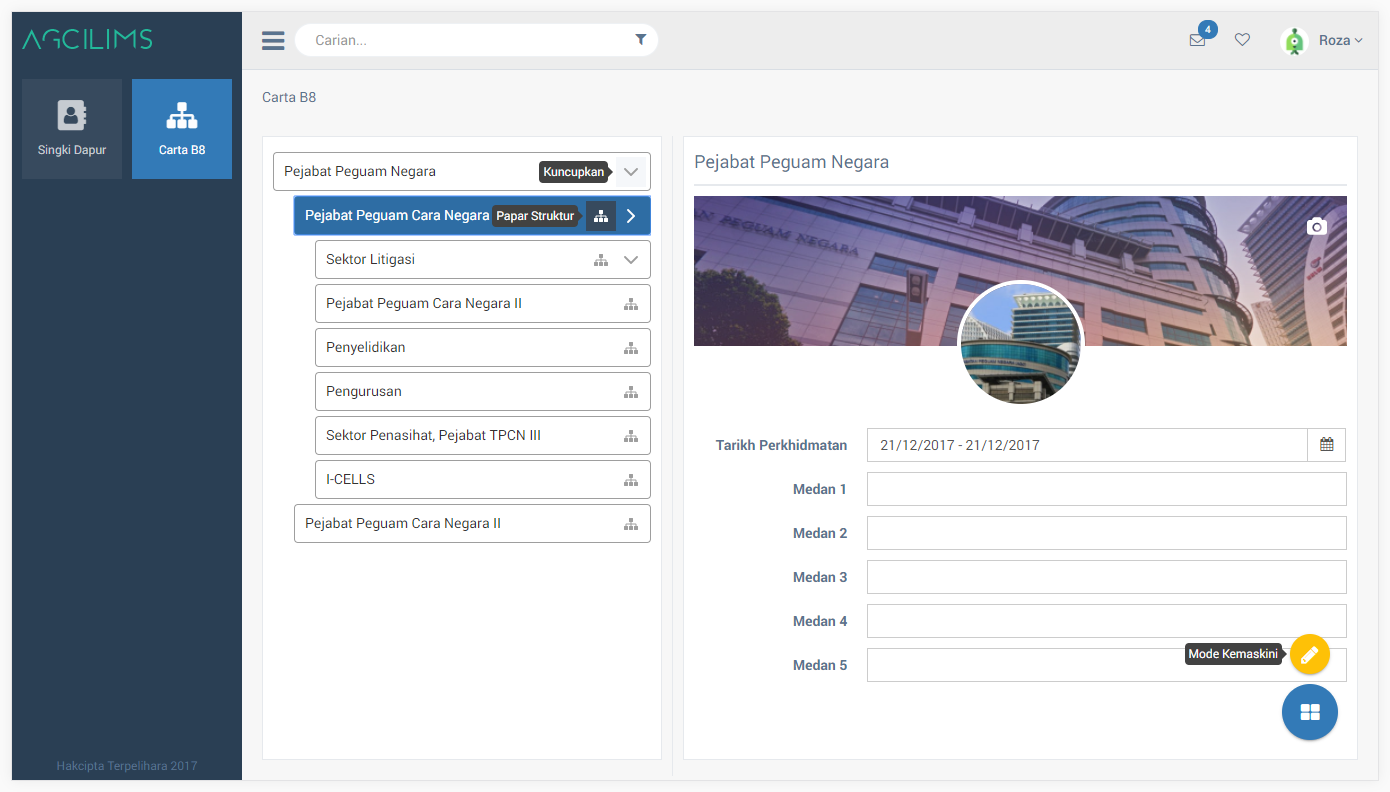 AGCILIMS
Carian...
4
Roza
Singki Dapur
Carta B8
Carta B8
Pejabat Peguam Negara
Kuncupkan
Pejabat Peguam Cara Negara
Papar Struktur
Sektor Litigasi
Pejabat Peguam Cara Negara II
Penyelidikan
Pengurusan
Sektor Penasihat, Pejabat TPCN III
I-CELLS
Pejabat Peguam Cara Negara II
Pejabat Peguam Negara
PEGUAM NEGARA
Tarikh Perkhidmatan
21/12/2017 - 21/12/2017
Medan 1
Medan 2
Medan 3
Medan 4
Medan 5
Mode Kemaskini
Hakcipta Terpelihara 2017